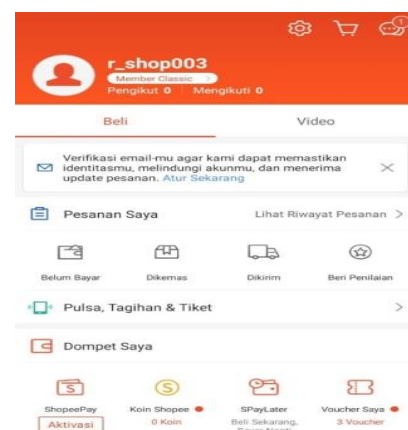 1
r_shop003
Member Classic >
Pengikut 0 Mengikuti 0
Beli Video
Verifikasi email-mu agar kami dapat memastikan
identitasmu, melindungi akunmu, dan menerima
update pesanan. Atur Sekarang
Pesanan Saya Lihat Riwayat Pesanan >
Belum Bayar Dikemas Dikirim Beri Penilaian
Pulsa, Tagihan & Tiket >
Dompet Saya
ShopeePay Koin Shopee SPayLater Voucher Saya
Aktivasi 0 Koin Beli Sekarang, 3 Voucher